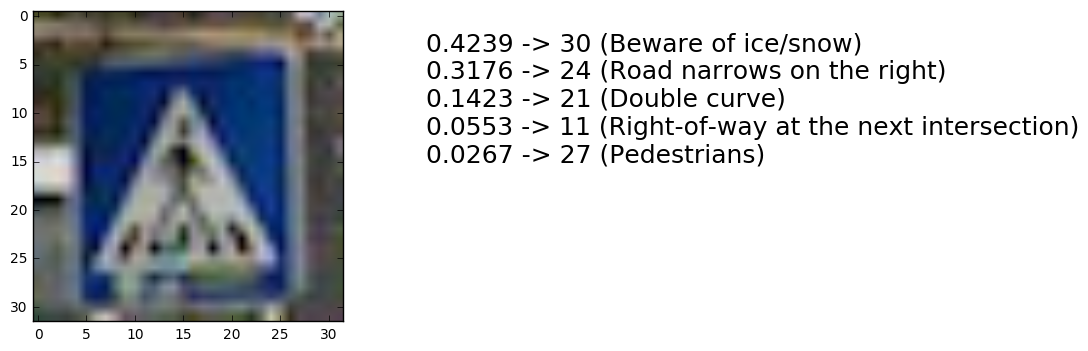 0
5
10
15
20
25
30
0 5 10 15 20 25 30
0.4239 -> 30 (Beware of ice/snow)
0.3176 -> 24 (Road narrows on the right)
0.1423 -> 21 (Double curve)
0.0553 -> 11 (Right-of-way at the next intersection)
0.0267 -> 27 (Pedestrians)